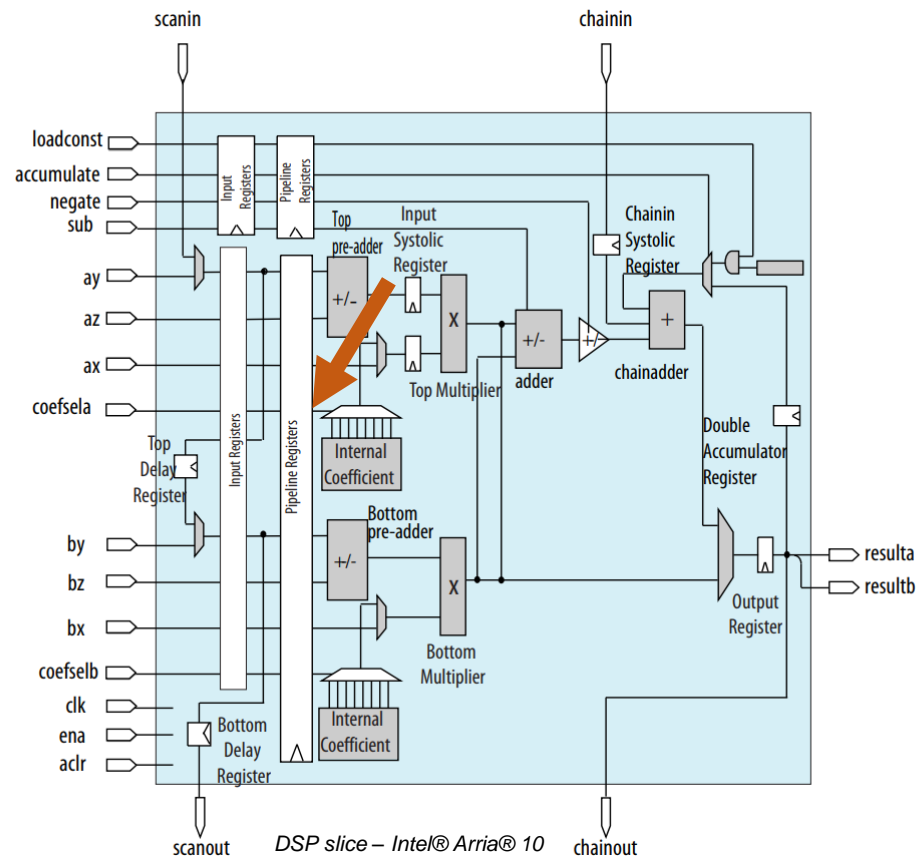 scanin
chainin
loadconst
accumulate
negate
sub
Input
Registers
Pipeline
Registers
Top
pre-adder
Input
Systolic
Register
Chainin
Systolic
Register
ay
az
ax
coefsela
+/-
X
+/-
+/-
+
adder
chainadder
Top Multiplier
Top
Delay
Register
Input Registers
Pipeline Registers
Internal
Coefficient
Double
Accumulator
Register
by
bz
bx
coefselb
Bottom
pre-adder
+/-
X
Bottom
Multiplier
Output
Register
resulta
resultb
clk
ena
aclr
Bottom
Delay
Register
Internal
Coefficient
scanout
DSP slice – Intel® Arria® 10
chainout